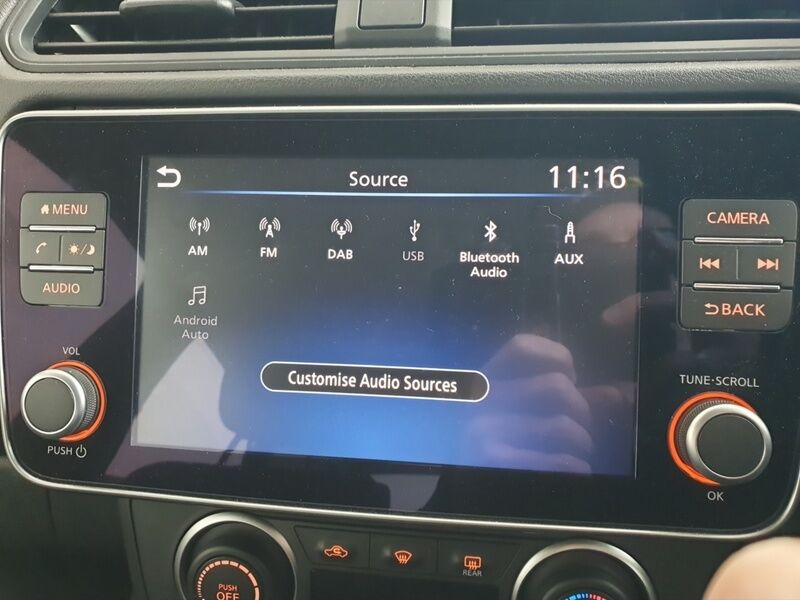 Source
11:16
MENU
AUDIO
VOL
PUSH
AM
FM
DAB
USB
Bluetooth
Audio
AUX
Android
Auto
Customise Audio Sources
CAMERA
BACK
TUNE·SCROLL
OK
PUSH
OFF
REAR